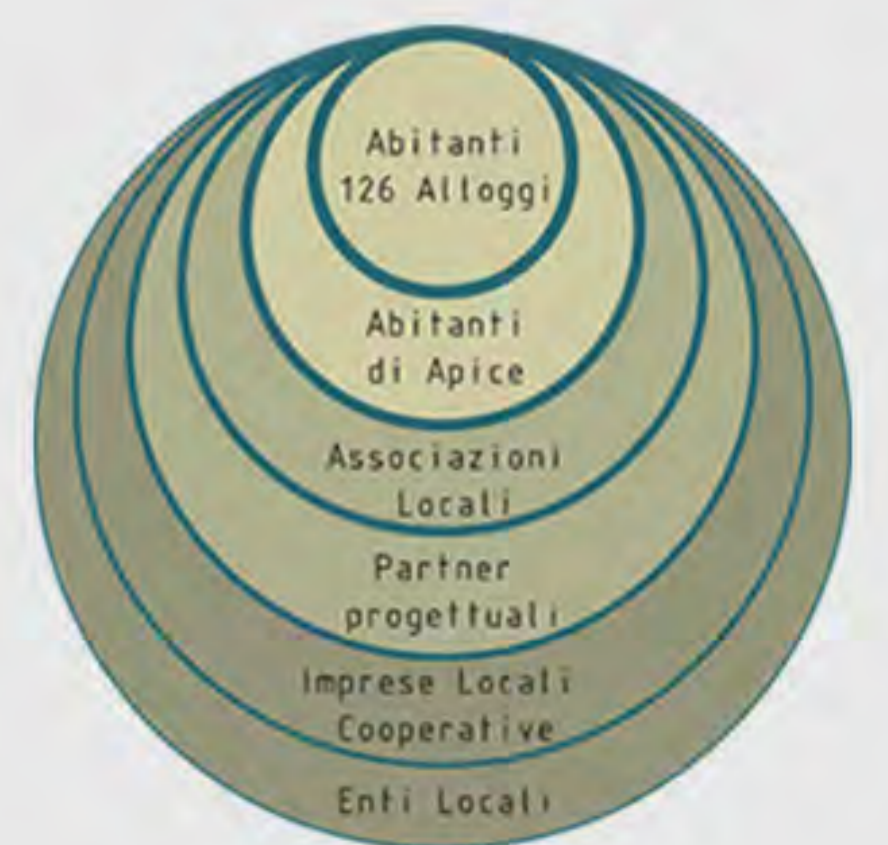 Abitanti
126 Alloggi
Abitanti
di Apice
Associazioni
Locali
Partner
progettuali
Imprese Locali
Cooperative
Enti Locali